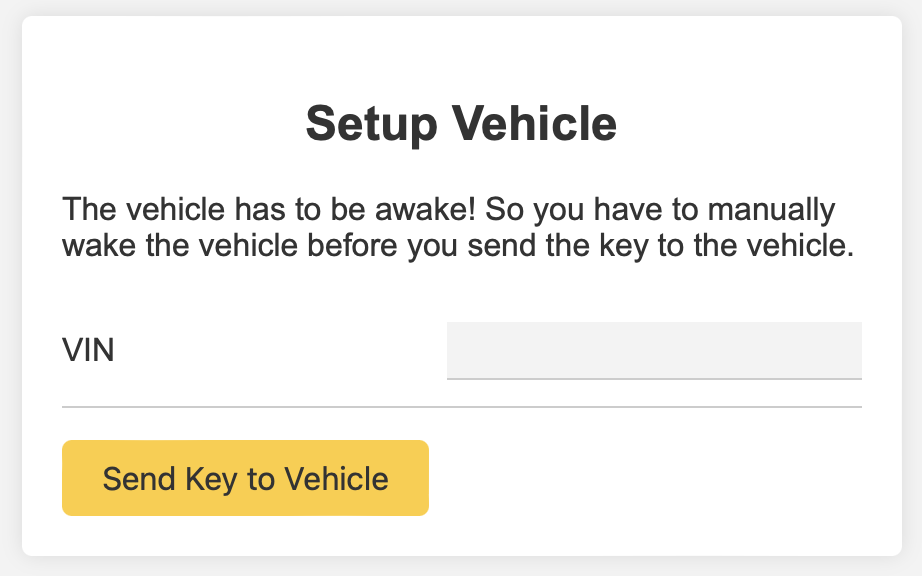 Setup Vehicle
The vehicle has to be awake! So you have to manually
wake the vehicle before you send the key to the vehicle.
VIN
Send Key to Vehicle